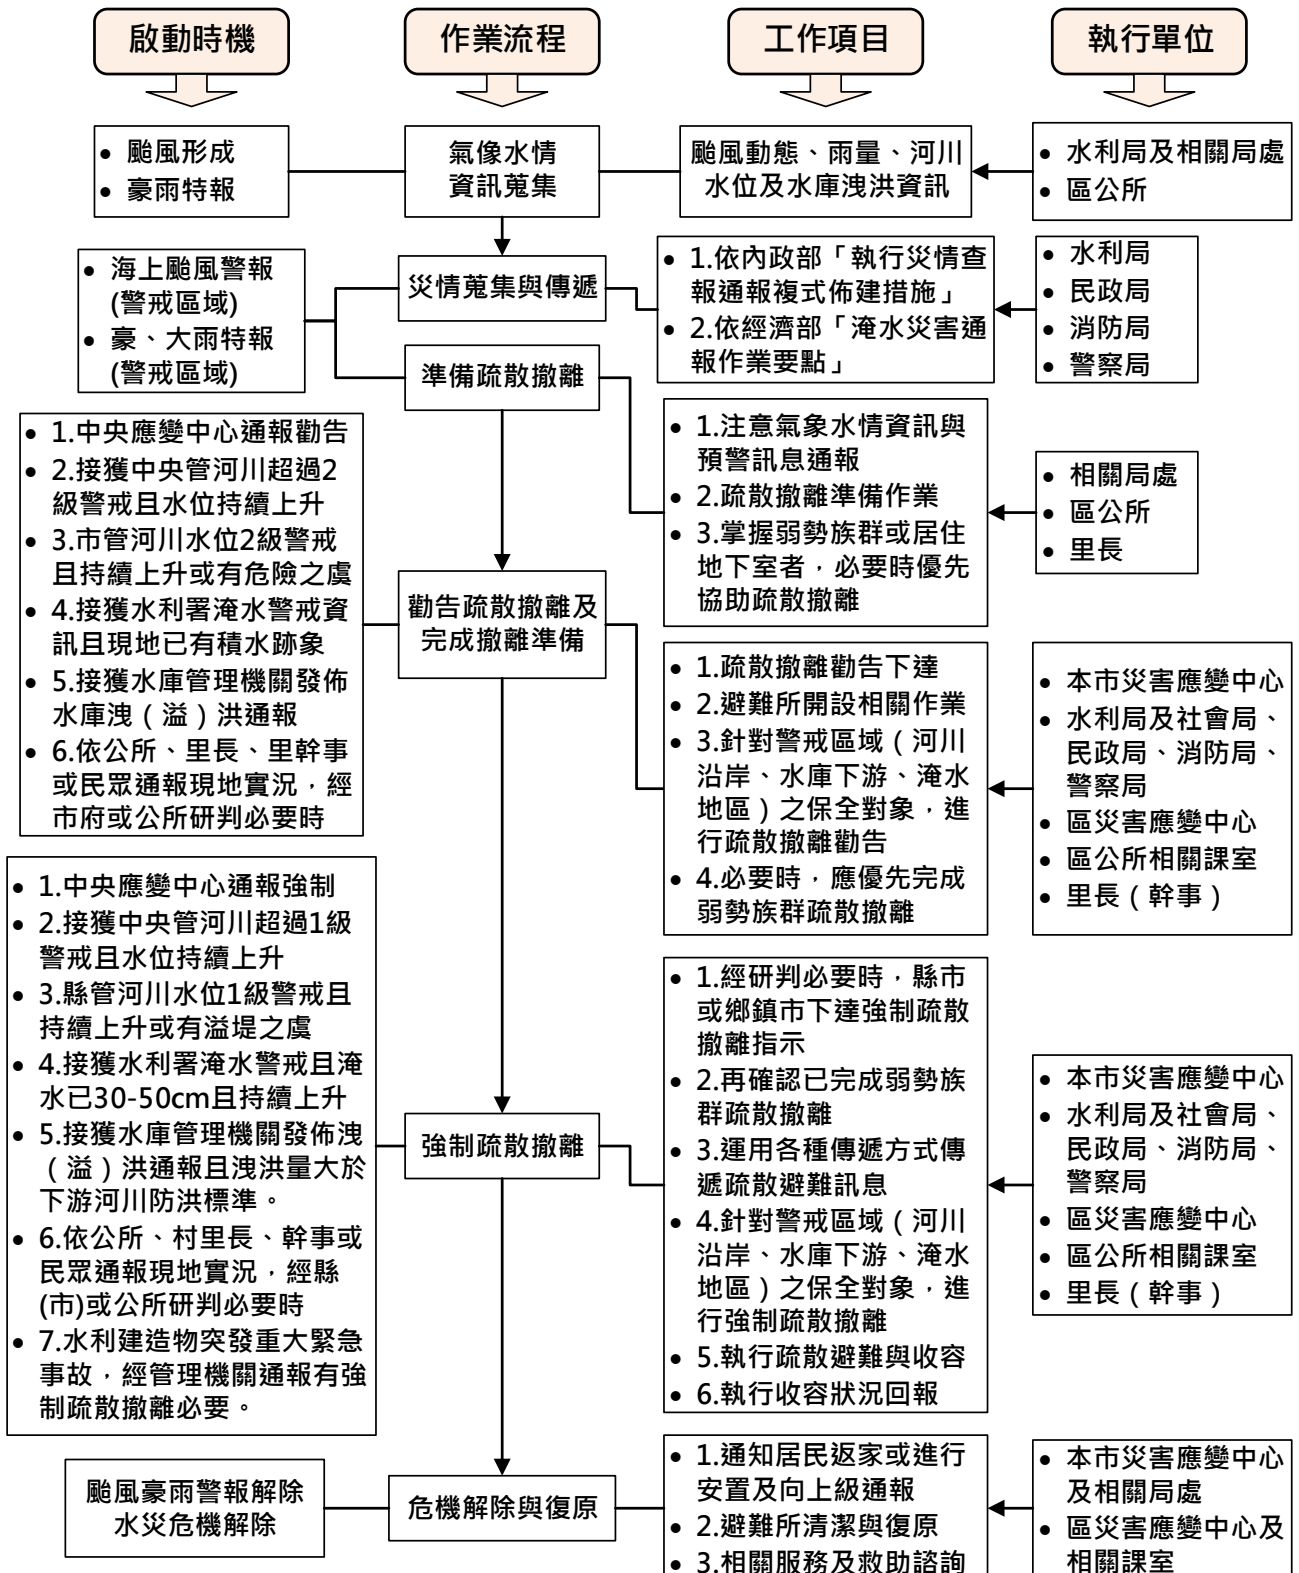 啟動時機
作業流程
工作項目
執行單位
• 颱風形成
• 豪雨特報
氣像水情
資訊蒐集
颱風動態、雨量、河川
水位及水庫洩洪資訊
• 水利局及相關局處
• 區公所
• 海上颱風警報
(警戒區域)
• 豪、大雨特報
(警戒區域)
災情蒐集與傳遞
• 1.依內政部「執行災情查
報通報複式佈建措施」
• 2.依經濟部「淹水災害通
報作業要點」
• 水利局
• 民政局
• 消防局
• 警察局
準備疏散撤離
• 1.注意氣象水情資訊與
預警訊息通報
• 2.疏散撤離準備作業
• 3.掌握弱勢族群或居住
地下室者，必要時優先
協助疏散撤離
• 相關局處
• 區公所
• 里長
• 1.中央應變中心通報勸告
• 2.接獲中央管河川超過2
級警戒且水位持續上升
• 3.市管河川水位2級警戒
且持續上升或有危險之虞
• 4.接獲水利署淹水警戒資
訊且現地已有積水跡象
• 5.接獲水庫管理機關發佈
水庫洩（溢）洪通報
• 6.依公所、里長、里幹事
或民眾通報現地實況，經
市府或公所研判必要時
勸告疏散撤離及
完成撤離準備
• 1.疏散撤離勸告下達
• 2.避難所開設相關作業
• 3.針對警戒區域（河川
沿岸、水庫下游、淹水
地區）之保全對象，進
行疏散撤離勸告
• 4.必要時，應優先完成
弱勢族群疏散撤離
• 本市災害應變中心
• 水利局及社會局、
民政局、消防局、
警察局
• 區災害應變中心
• 區公所相關課室
• 里長（幹事）
• 1.中央應變中心通報強制
• 2.接獲中央管河川超過1級
警戒且水位持續上升
• 3.縣管河川水位1級警戒且
持續上升或有溢堤之虞
• 4.接獲水利署淹水警戒且淹
水已30-50cm且持續上升
• 5.接獲水庫管理機關發佈洩
（溢）洪通報且洩洪量大於
下游河川防洪標準。
• 6.依公所、村里長、幹事或
民眾通報現地實況，經縣
(市)或公所研判必要時
• 7.水利建造物突發重大緊急
事故，經管理機關通報有強
制疏散撤離必要。
強制疏散撤離
• 1.經研判必要時，縣市
或鄉鎮市下達強制疏散
撤離指示
• 2.再確認已完成弱勢族
群疏散撤離
• 3.運用各種傳遞方式傳
遞疏散避難訊息
• 4.針對警戒區域（河川
沿岸、水庫下游、淹水
地區）之保全對象，進
行強制疏散撤離
• 5.執行疏散避難與收容
• 6.執行收容狀況回報
• 本市災害應變中心
• 水利局及社會局、
民政局、消防局、
警察局
• 區災害應變中心
• 區公所相關課室
• 里長（幹事）
颱風豪雨警報解除
水災危機解除
危機解除與復原
• 1.通知居民返家或進行
安置及向上級通報
• 2.避難所清潔與復原
• 3.相關服務及救助諮詢
• 本市災害應變中心
及相關局處
• 區災害應變中心及
相關課室